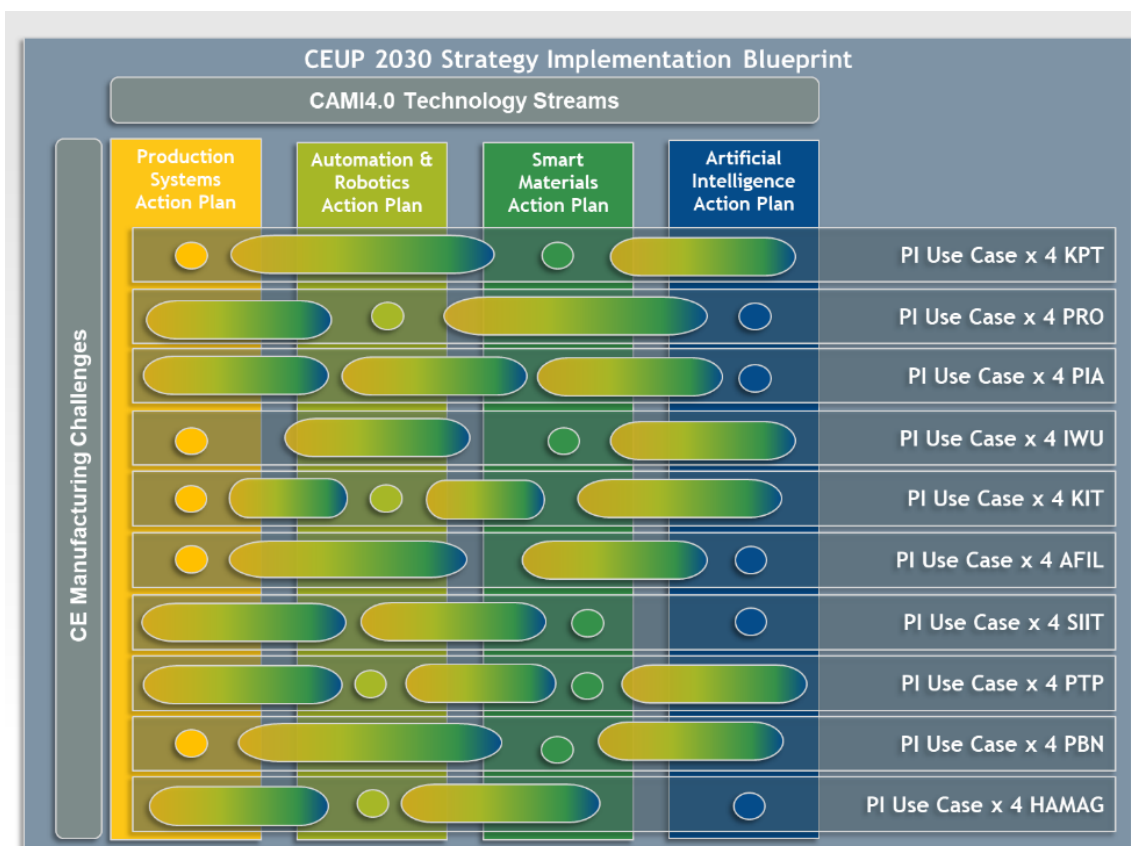 CEUP 2030 Strategy Implementation Blueprint
CAMI4.0 Technology Streams
CE Manufacturing Challenges
Production
Systems
Action Plan
Automation &
Robotics
Action Plan
Smart
Materials
Action Plan
Artificial
Intelligence
Action Plan
PI Use Case x 4 KPT
PI Use Case x 4 PRO
PI Use Case x 4 PIA
PI Use Case x 4 IWU
PI Use Case x 4 KIT
PI Use Case x 4 AFIL
PI Use Case x 4 SIIT
PI Use Case x 4 PTP
PI Use Case x 4 PBN
PI Use Case x 4 HAMAG